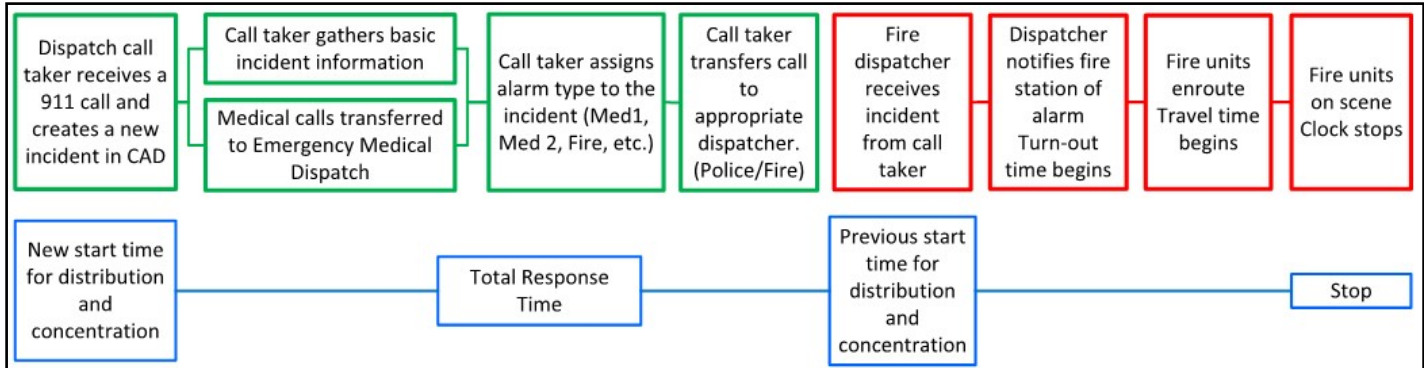 Dispatch call
taker receives a
911 call and
creates a new
incident in CAD
Call taker gathers basic
incident information
Medical calls transferred
to Emergency Medical
Dispatch
Call taker assigns
alarm type to the
incident (Med1,
Med 2, Fire, etc.)
Call taker
transfers call
to
appropriate
dispatcher.
(Police/Fire)
Fire
dispatcher
receives
incident
from call
taker
Dispatcher
notifies fire
station of
alarm
Turn-out
time begins
Fire units
enroute
Travel time
begins
Fire units
on scene
Clock stops
New start time
for distribution
and
concentration
Total Response
Time
Previous start
time for
distribution
and
concentration
Stop